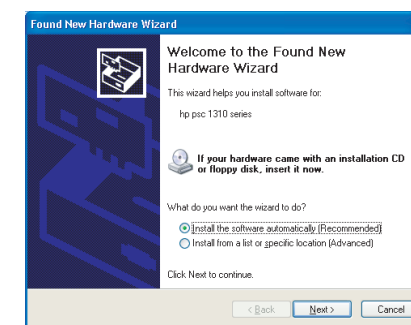 Found New Hardware Wizard
Welcome to the Found New
Hardware Wizard
This wizard helps you install software for:
hp psc 1310 series
If your hardware came with an installation CD
or floppy disk, insert it now.
What do you want the wizard to do?
Install the software automatically (Recommended)
Install from a list or specific location (Advanced)
Click Next to continue.
< Back Next > Cancel